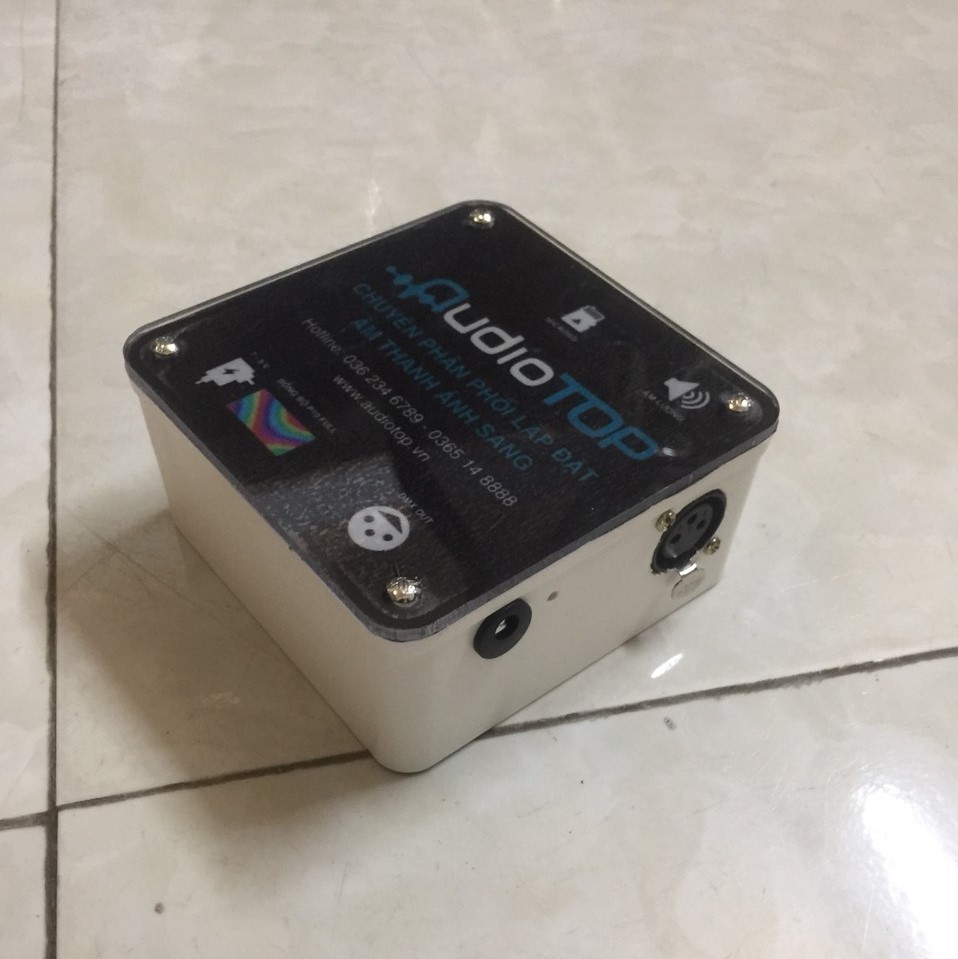 AudioTOP
CHUYÊN PHÂN PHỐI LẮP ĐẶT
ÂM THANH ÁNH SÁNG
Hotline: 036 234 6789 - 0365 14 8888
www.audiotop.vn
ÂM LƯỢNG
DMX OUT